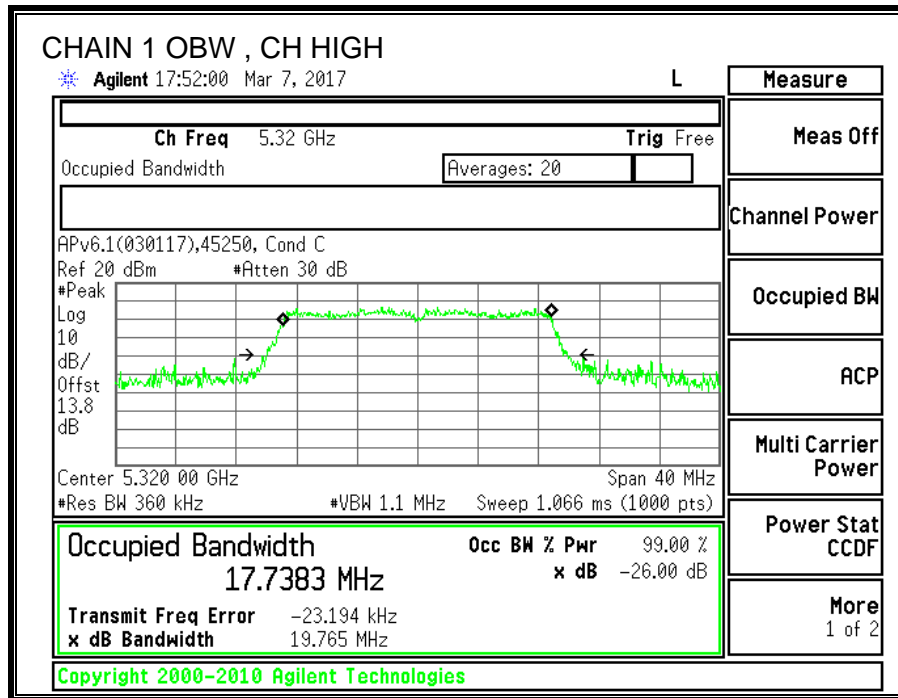 CHAIN 1 OBW , CH HIGH
Agilent 17:52:00 Mar 7, 2017 L
Measure
Ch Freq 5.32 GHz Trig Free
Meas Off
Occupied Bandwidth Averages: 20
Channel Power
APv6.1(030117),45250, Cond C
Ref 20 dBm #Atten 30 dB
#Peak
Log
10
dB/
Offst
13.8
dB
Occupied BW
ACP
Multi Carrier
Power
Center 5.320 00 GHz Span 40 MHz
#Res BW 360 kHz #VBW 1.1 MHz Sweep 1.066 ms (1000 pts)
Power Stat
CCDF
Occupied Bandwidth Occ BW % Pwr 99.00 %
17.7383 MHz x dB -26.00 dB
Transmit Freq Error -23.194 kHz
x dB Bandwidth 19.765 MHz
More
1 of 2
Copyright 2000-2010 Agilent Technologies